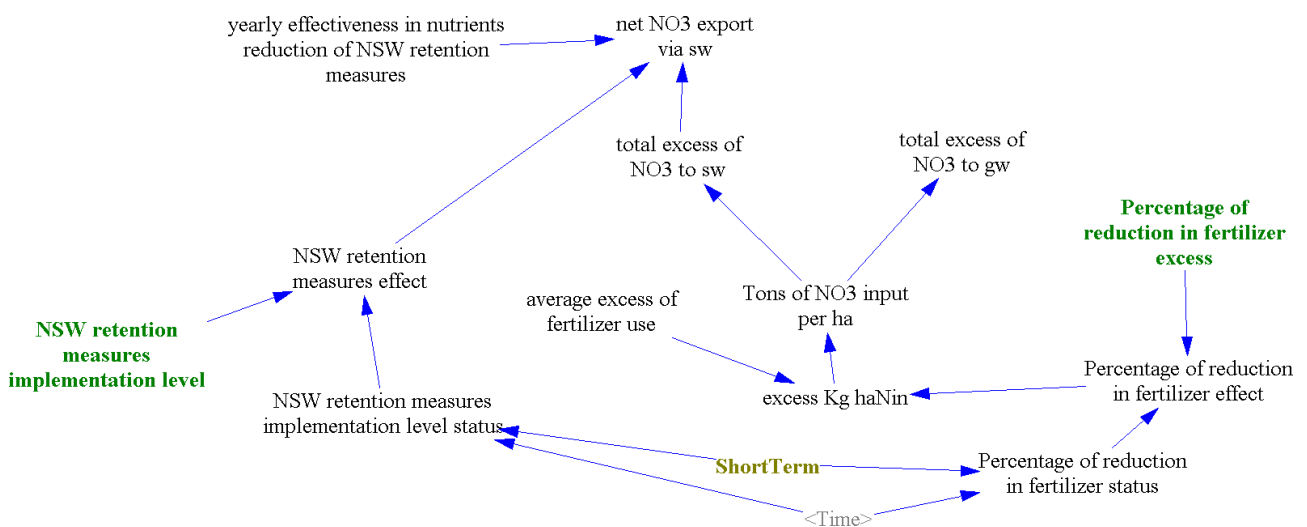 yearly effectiveness in nutrients
reduction of NSW retention
measures
net NO3 export
via sw
total excess of
NO3 to sw
total excess of
NO3 to gw
Percentage of
reduction in fertilizer
excess
NSW retention
measures effect
average excess of
fertilizer use
Tons of NO3 input
per ha
NSW retention
measures
implementation level
Percentage of reduction
in fertilizer effect
excess Kg haNin
NSW retention measures
implementation level status
ShortTerm
Percentage of reduction
in fertilizer status
<Time>